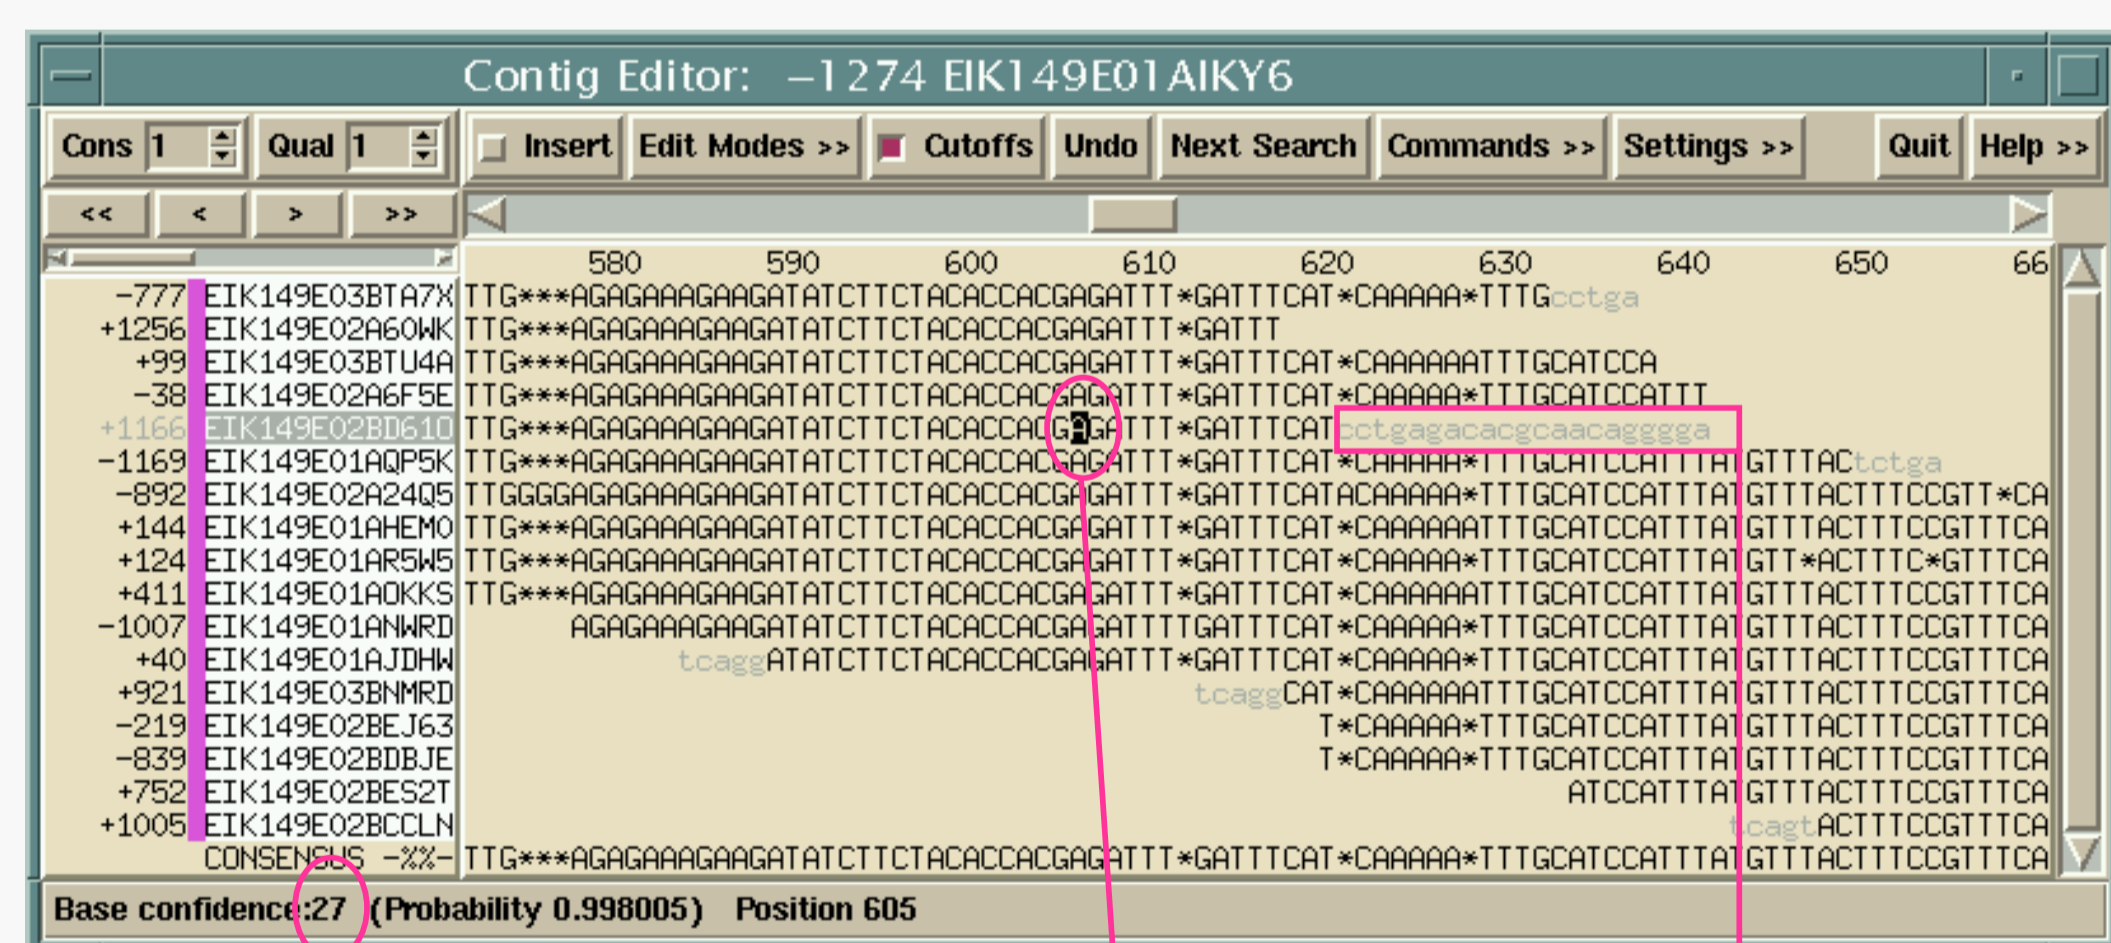 Contig Editor: -1274 EIK149E01AIKY6
Cons 1 Qual 1 Insert Edit Modes >> Cutoffs Undo Next Search Commands >> Settings >> Quit Help >>
<< < > >>
580 590 600 610 620 630 640 650 66
-777 EIK149E03BTA7X TTG***AGAGAAAGAAGATATCTTCTACACCACGAGATTT*GATTTCAT*CAAAAA*TTTGcctga
+1256 EIK149E02A60WK TTG***AGAGAAAGAAGATATCTTCTACACCACGAGATTT*GATTT
+99 EIK149E03BTU4A TTG***AGAGAAAGAAGATATCTTCTACACCACGAGATTT*GATTTCAT*CAAAAAATTTGCATCCA
-38 EIK149E02A6F5E TTG***AGAGAAAGAAGATATCTTCTACACCACGAGATTT*GATTTCAT*CAAAAA*TTTGCATCCATTT
+1166 EIK149E02BD610 TTG***AGAGAAAGAAGATATCTTCTACACCACGAGATTT*GATTTCATcctgagacacgcaacagggga
-1169 EIK149E01AQP5K TTG***AGAGAAAGAAGATATCTTCTACACCACGAGATTT*GATTTCAT*CAAAAA*TTTGCATCCATTTATGTTTACtctga
-892 EIK149E02A24Q5 TTGGGGAGAGAAAGAAGATATCTTCTACACCACGAGATTT*GATTTCATACAAAAA*TTTGCATCCATTTATGTTTACTTTCCGTT*CA
+144 EIK149E01AHEMO TTG***AGAGAAAGAAGATATCTTCTACACCACGAGATTT*GATTTCAT*CAAAAAATTTGCATCCATTTATGTTTACTTTCCGTTTCA
+124 EIK149E01AR5W5 TTG***AGAGAAAGAAGATATCTTCTACACCACGAGATTT*GATTTCAT*CAAAAA*TTTGCATCCATTTATGTT*ACTTTC*GTTTCA
+411 EIK149E01AOKKS TTG***AGAGAAAGAAGATATCTTCTACACCACGAGATTT*GATTTCAT*CAAAAAATTTGCATCCATTTATGTTTACTTTCCGTTTCA
-1007 EIK149E01ANWRD AGAGAAAGAAGATATCTTCTACACCACGAGATTTTGATTTCAT*CAAAAA*TTTGCATCCATTTATGTTTACTTTCCGTTTCA
+40 EIK149E01AJDHW tcaggATATCTTCTACACCACGAGATTT*GATTTCAT*CAAAAA*TTTGCATCCATTTATGTTTACTTTCCGTTTCA
+921 EIK149E03BNMRD tcaggCAT*CAAAAAATTTGCATCCATTTATGTTTACTTTCCGTTTCA
-219 EIK149E02BEJ63 T*CAAAAA*TTTGCATCCATTTATGTTTACTTTCCGTTTCA
-839 EIK149E02BDBJE T*CAAAAA*TTTGCATCCATTTATGTTTACTTTCCGTTTCA
+752 EIK149E02BES2T ATCCATTTATGTTTACTTTCCGTTTCA
+1005 EIK149E02BCCLN tcagtACTTTCCGTTTCA
CONSENSUS -%%- TTG***AGAGAAAGAAGATATCTTCTACACCACGAGATTT*GATTTCAT*CAAAAA*TTTGCATCCATTTATGTTTACTTTCCGTTTCA
Base confidence:27 (Probability 0.998005) Position 605